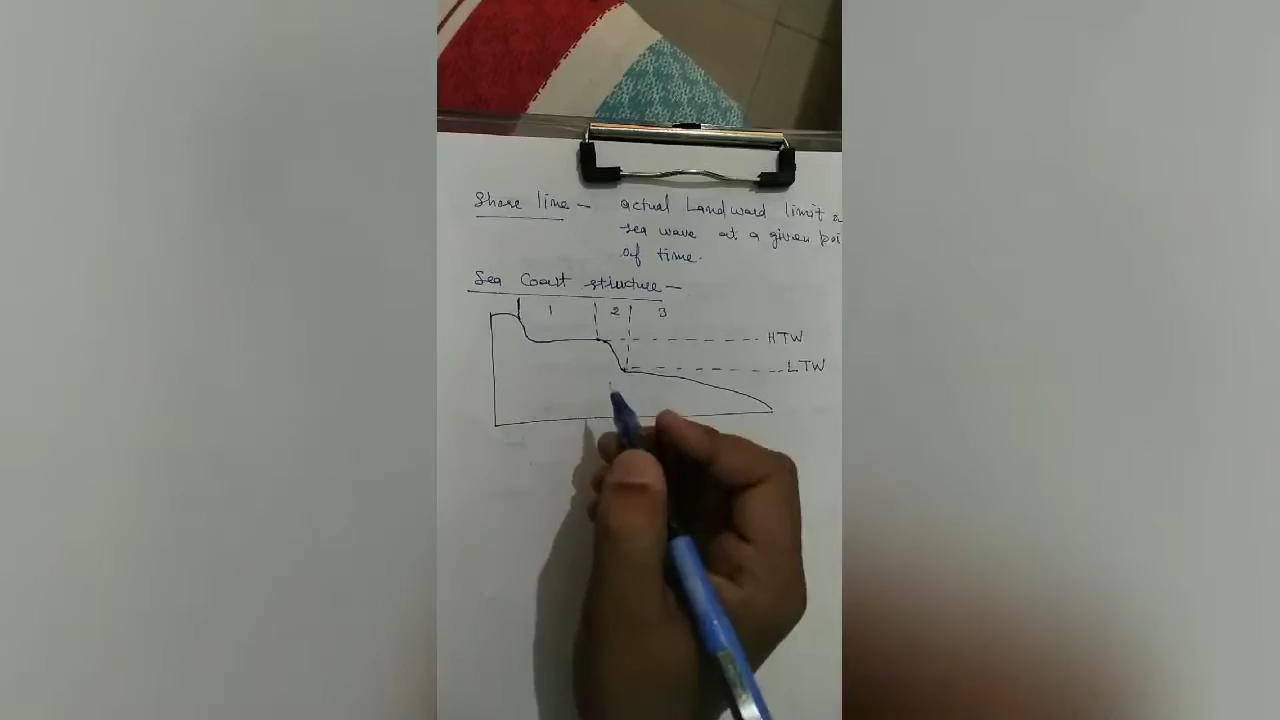 Shore line - actual Landward limit
sea wave at a given poi
of time.
Sea Coast structure -
1 2 3
HTW
LTW